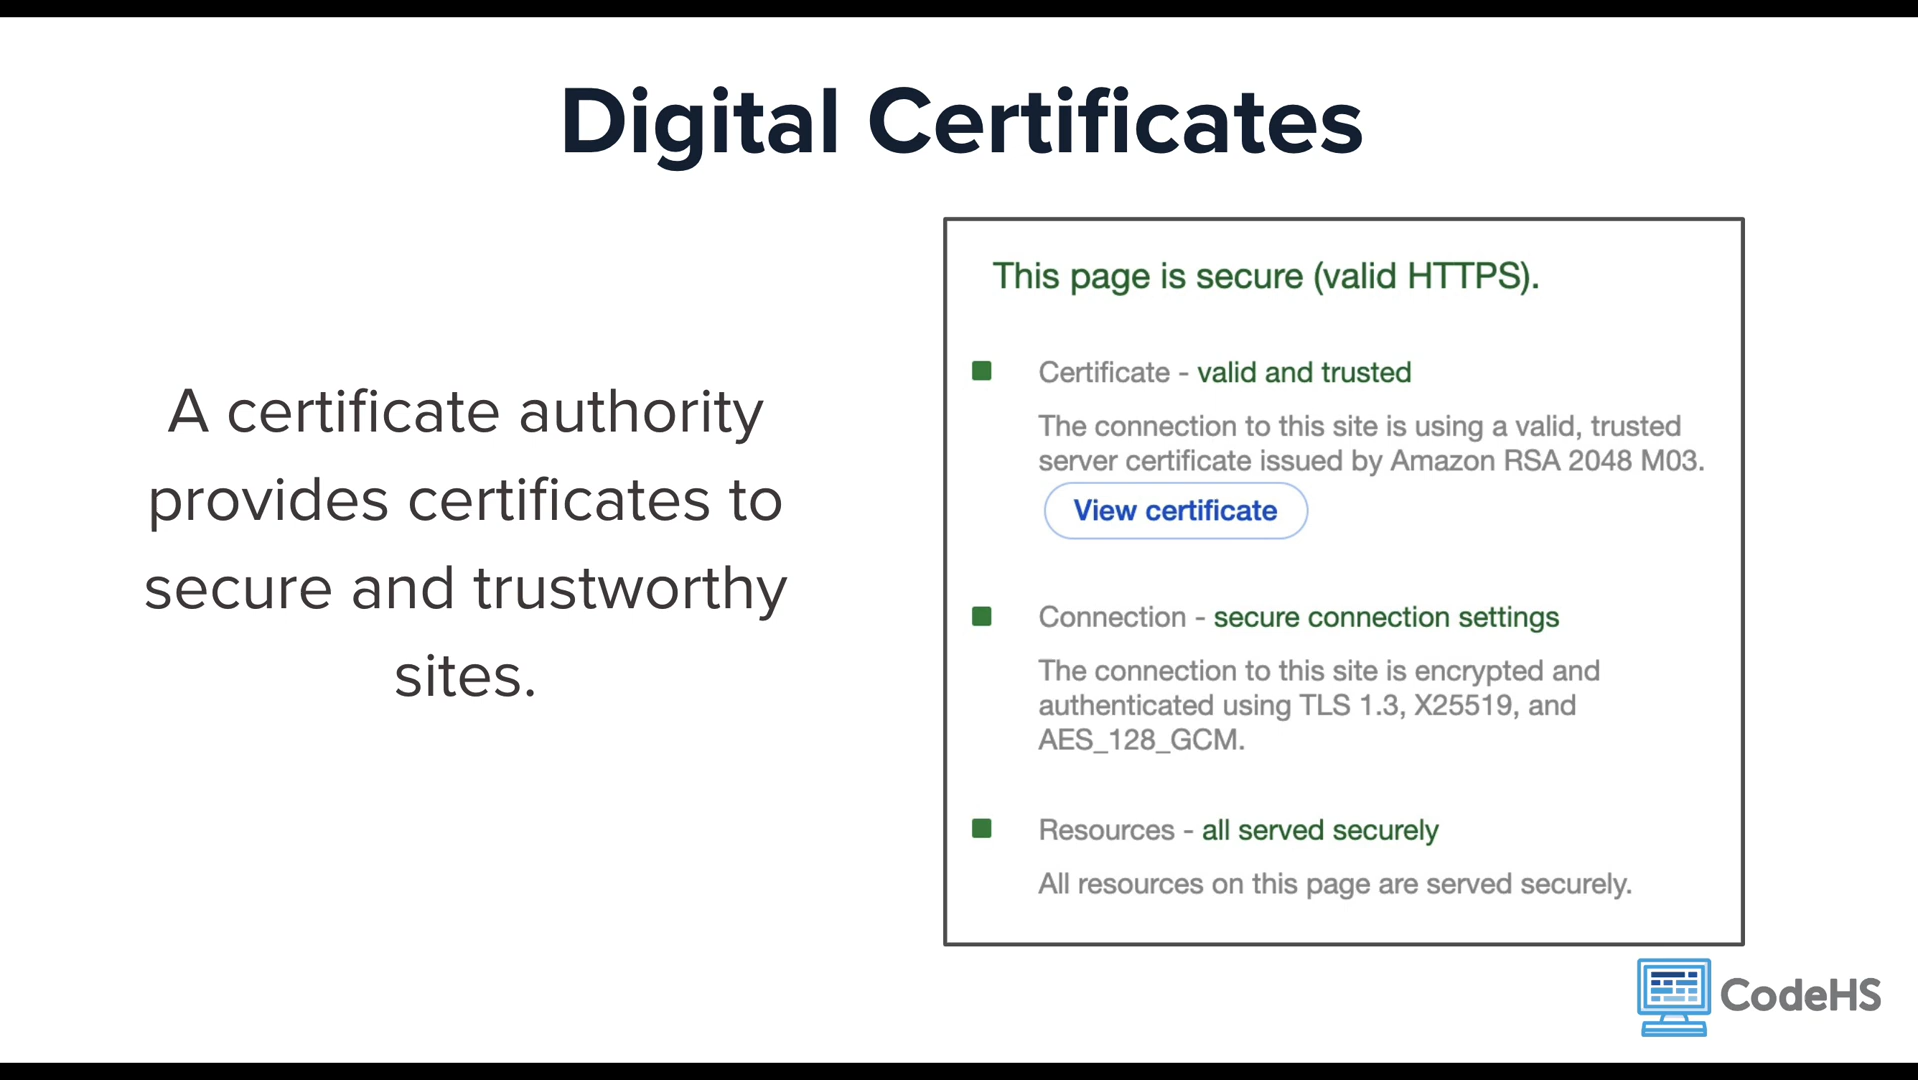 Digital Certificates
A certificate authority
provides certificates to
secure and trustworthy
sites.
This page is secure (valid HTTPS).
Certificate - valid and trusted
The connection to this site is using a valid, trusted
server certificate issued by Amazon RSA 2048 M03.
View certificate
Connection - secure connection settings
The connection to this site is encrypted and
authenticated using TLS 1.3, X25519, and
AES_128_GCM.
Resources - all served securely
All resources on this page are served securely.
CodeHS